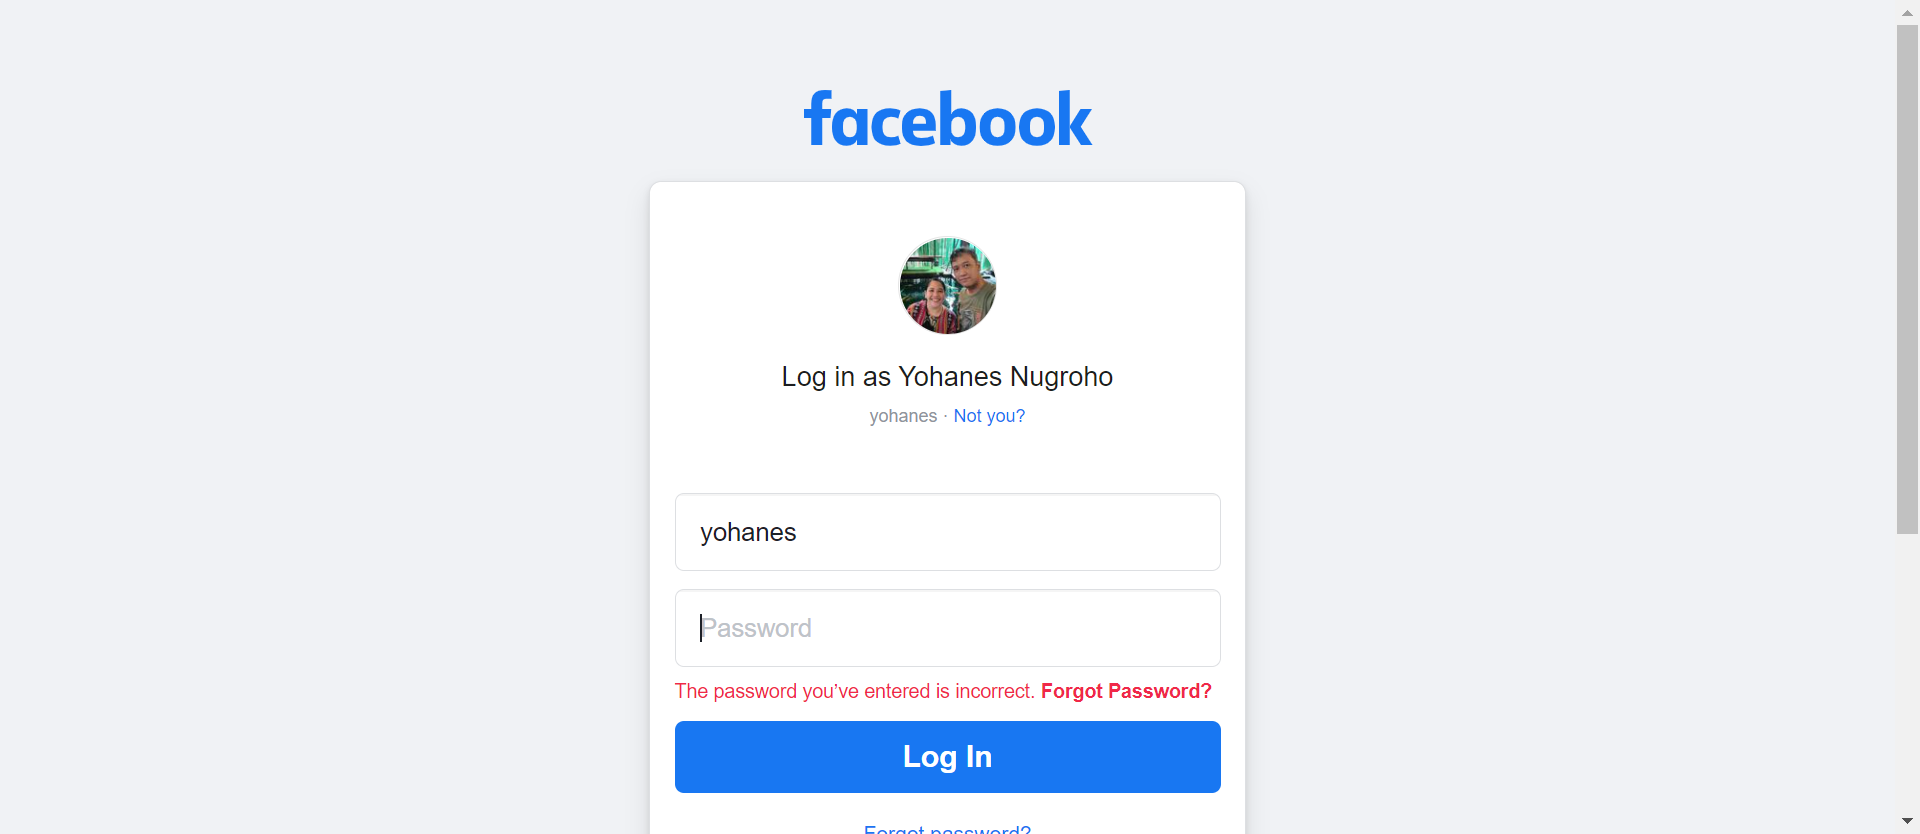 facebook
Log in as Yohanes Nugroho
yohanes · Not you?
yohanes
Password
The password you’ve entered is incorrect. Forgot Password?
Log In
Forgot password?